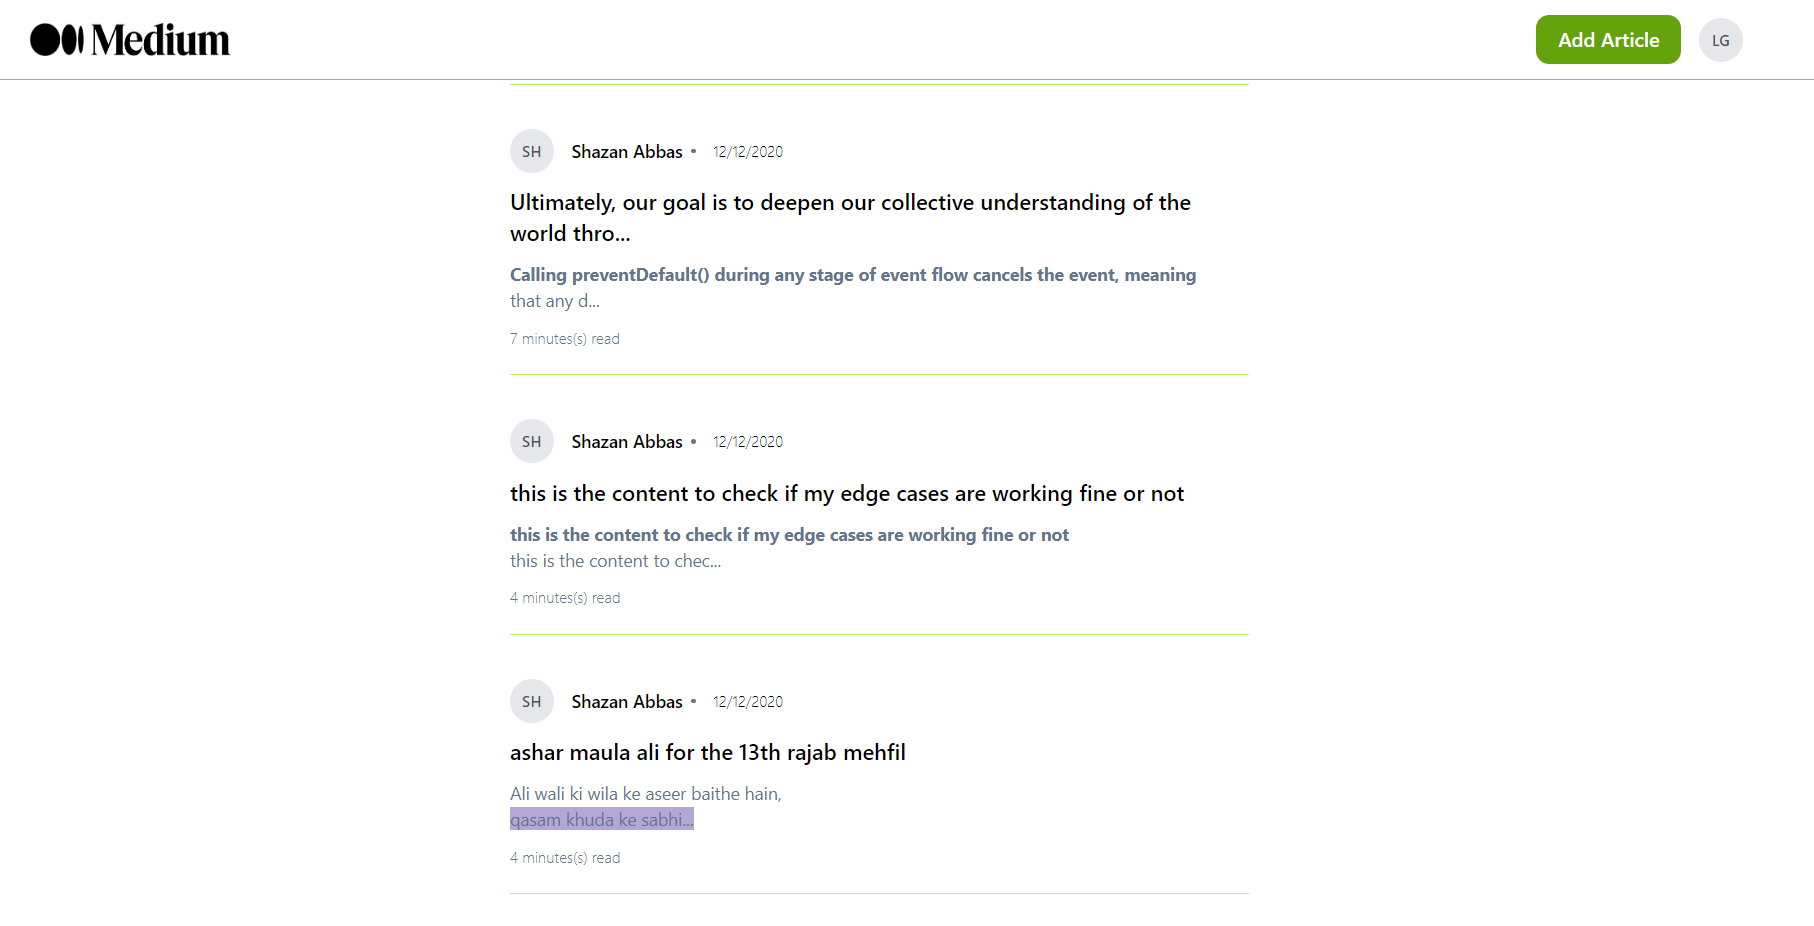 Medium
Add Article
LG
SH
Shazan Abbas • 12/12/2020
Ultimately, our goal is to deepen our collective understanding of the
world thro...
Calling preventDefault() during any stage of event flow cancels the event, meaning
that any d...
7 minutes(s) read
SH
Shazan Abbas • 12/12/2020
this is the content to check if my edge cases are working fine or not
this is the content to check if my edge cases are working fine or not
this is the content to chec...
4 minutes(s) read
SH
Shazan Abbas • 12/12/2020
ashar maula ali for the 13th rajab mehfil
Ali wali ki wila ke aseer baithe hain,
qasam khuda ke sabhi...
4 minutes(s) read